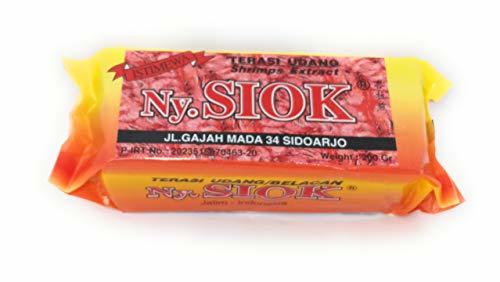 ISTIMEWA
TERASI UDANG
Shrimps Extract
Ny.SIOK®
JL.GAJAH MADA 34 SIDOARJO
Weight : 200 Gr.
TERASI UDANG/BELACAN
Ny.SIOK®
Jatim - Indonesia